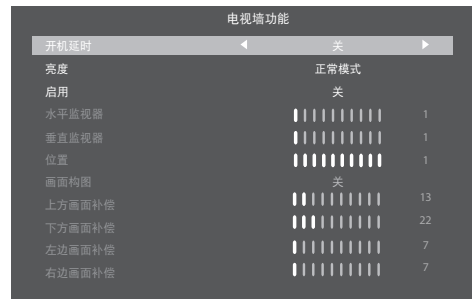 电视墙功能
开机延时 关
亮度 正常模式
启用 关
水平监视器 1
垂直监视器 1
位置 1
画面构图 关
上方画面补偿 13
下方画面补偿 22
左边画面补偿 7
右边画面补偿 7